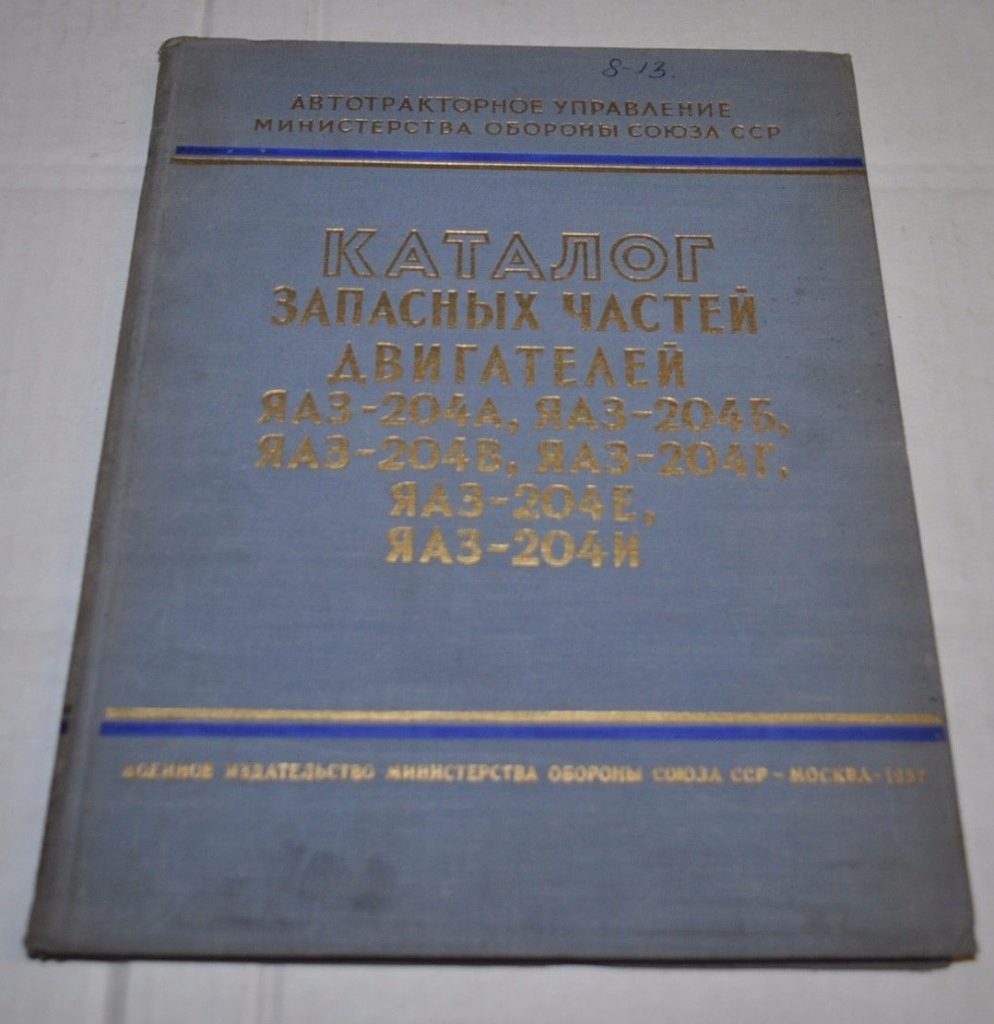 8-13.
АВТОТРАКТОРНОЕ УПРАВЛЕНИЕ
МИНИСТЕРСТВА ОБОРОНЫ СОЮЗА ССР
КАТАЛОГ
ЗАПАСНЫХ ЧАСТЕЙ
ДВИГАТЕЛЕЙ
ЯАЗ-204А, ЯАЗ-204Б,
ЯАЗ-204В, ЯАЗ-204Г,
ЯАЗ-204Е,
ЯАЗ-204И
ВОЕННОЕ ИЗДАТЕЛЬСТВО МИНИСТЕРСТВА ОБОРОНЫ СОЮЗА ССР - МОСКВА - 1957